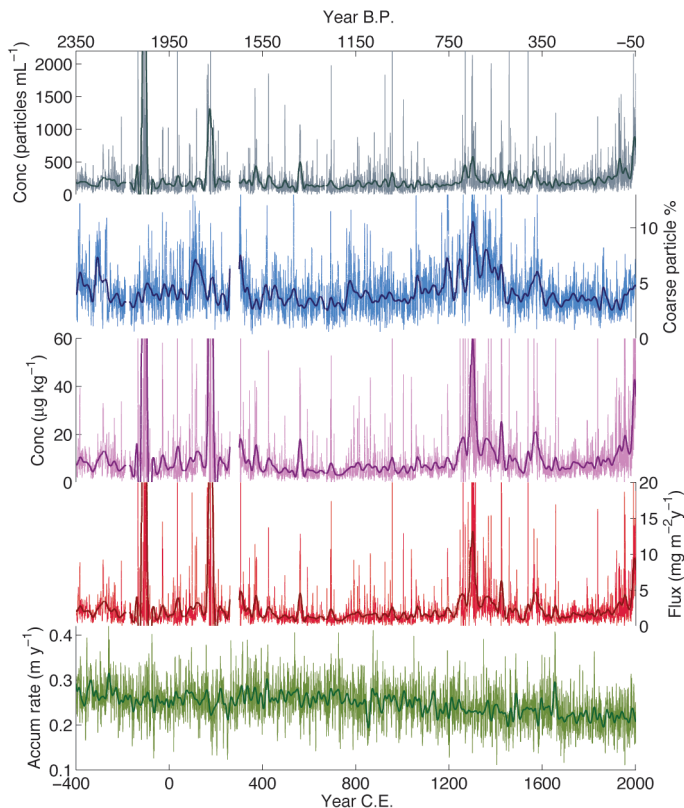 Year B.P.
2350 1950 1550 1150 750 350 −50
Conc (particles mL⁻¹)
2000
1500
1000
500
0
Coarse particle %
10
5
0
Conc (µg kg⁻¹)
60
40
20
0
Flux (mg m⁻²y⁻¹)
20
15
10
5
0
Accum rate (m y⁻¹)
0.4
0.3
0.2
0.1
−400 0 400 800 1200 1600 2000
Year C.E.